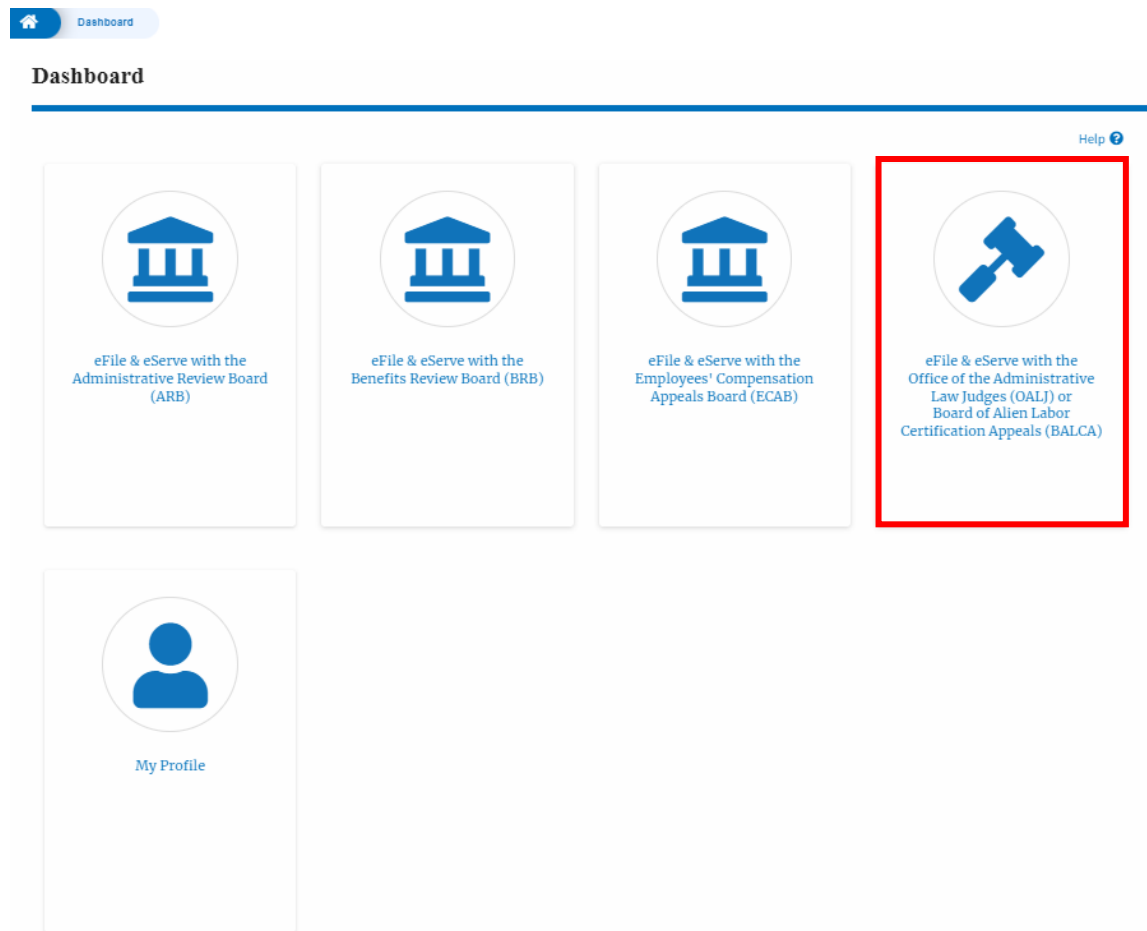 Dashboard
Dashboard
Help
eFile & eServe with the
Administrative Review Board
(ARB)
eFile & eServe with the
Benefits Review Board (BRB)
eFile & eServe with the
Employees' Compensation
Appeals Board (ECAB)
eFile & eServe with the
Office of the Administrative
Law Judges (OALJ) or
Board of Alien Labor
Certification Appeals (BALCA)
My Profile